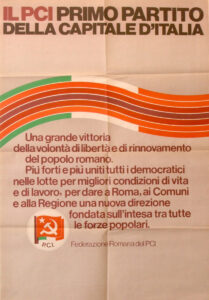 IL PCI PRIMO PARTITO
DELLA CAPITALE D'ITALIA
Una grande vittoria
della volontà di libertà e di rinnovamento
del popolo romano.
Più forti e più uniti tutti i democratici
nelle lotte per migliori condizioni di vita
e di lavoro, per dare a Roma, ai Comuni
e alla Regione una nuova direzione
fondata sull'intesa tra tutte
le forze popolari.
P.C.I.
Federazione Romana del PCI